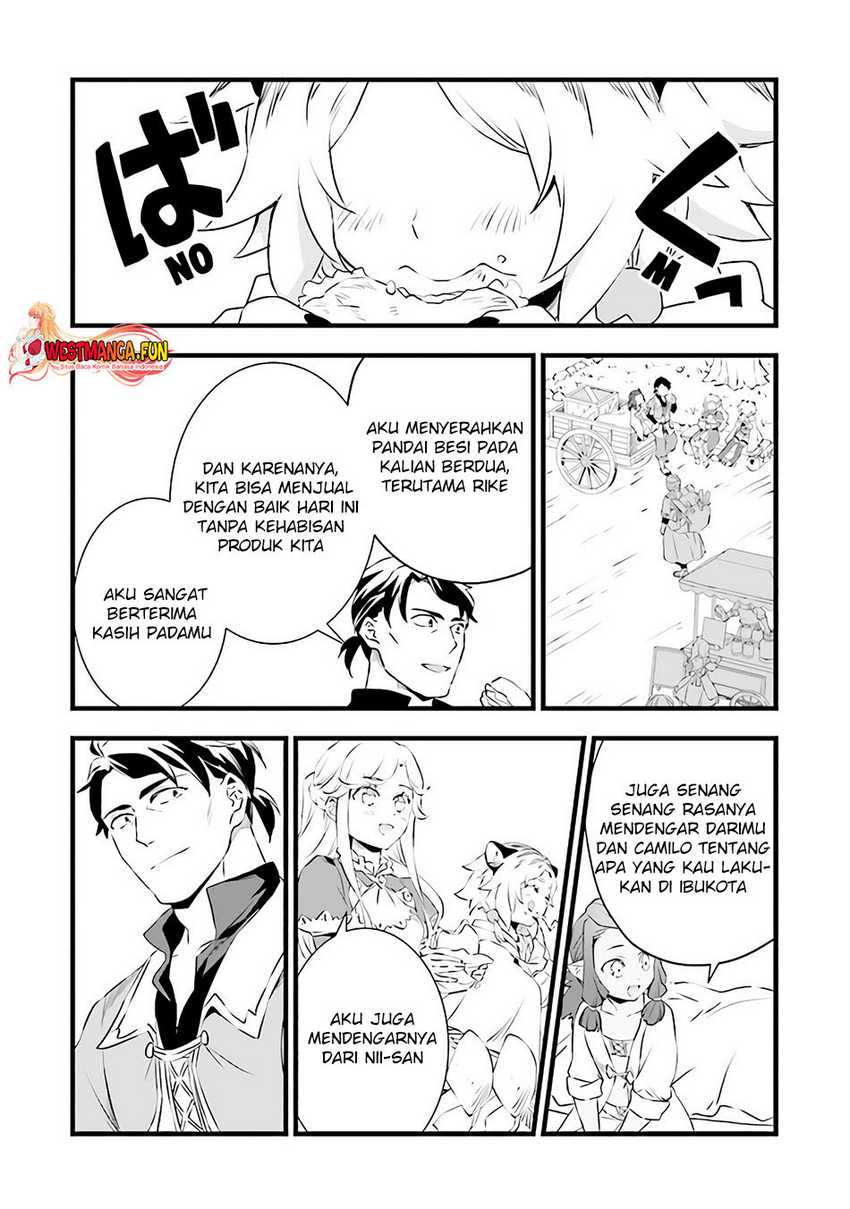 ぱくっ
NOM
WESTMANGA.FUN
Situs Baca Komik Bahasa Indonesia
AKU MENYERAHKAN
PANDAI BESI PADA
KALIAN BERDUA,
TERUTAMA RIKE
DAN KARENANYA,
KITA BISA MENJUAL
DENGAN BAIK HARI INI
TANPA KEHABISAN
PRODUK KITA
AKU SANGAT
BERTERIMA
KASIH PADAMU
JUGA SENANG
SENANG RASANYA
MENDENGAR DARIMU
DAN CAMILO TENTANG
APA YANG KAU LAKU-
KAN DI IBUKOTA
AKU JUGA
MENDENGARNYA
DARI NII-SAN